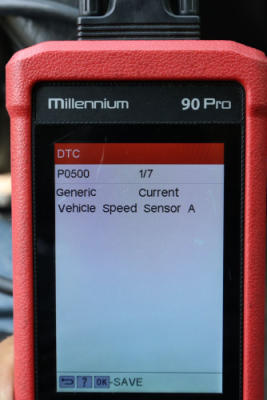 Millennium 90 Pro
DTC
P0500 1/7
Generic Current
Vehicle Speed Sensor A
? OK -SAVE